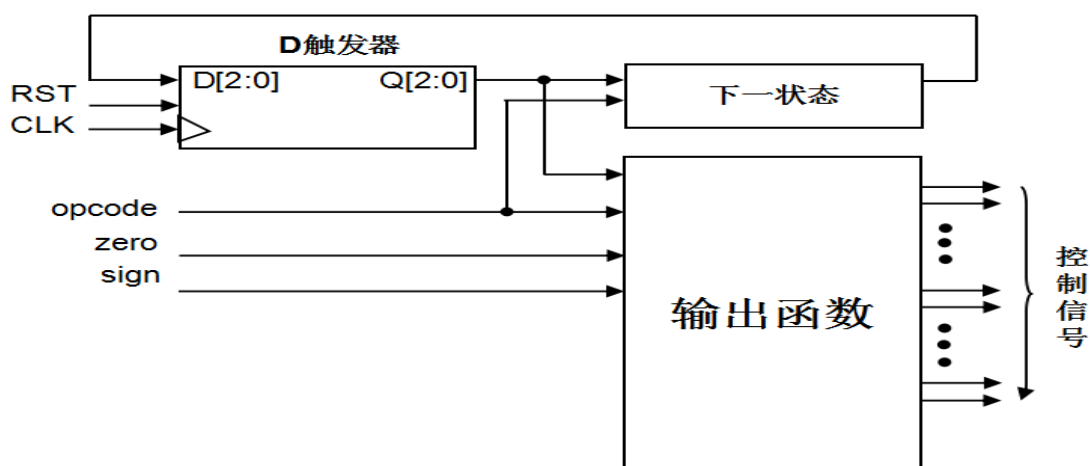 D触发器
D[2:0]
Q[2:0]
RST
CLK
下一状态
opcode
zero
sign
输出函数
控制信号